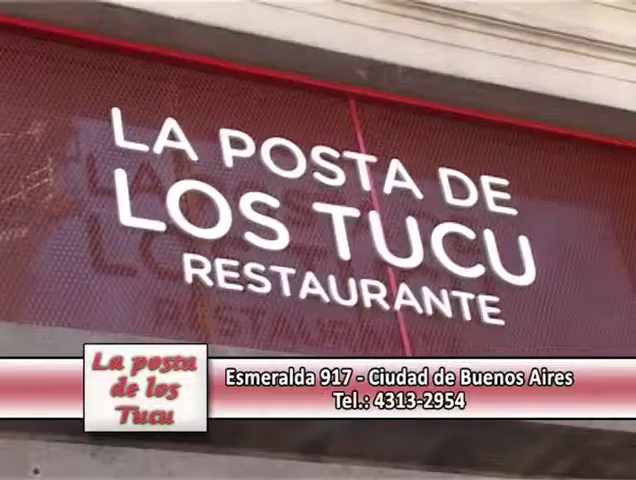 LA POSTA DE
LOS TUCU
RESTAURANTE
La posta
de los
Tucu
Esmeralda 917 - Ciudad de Buenos Aires
Tel.: 4313-2954